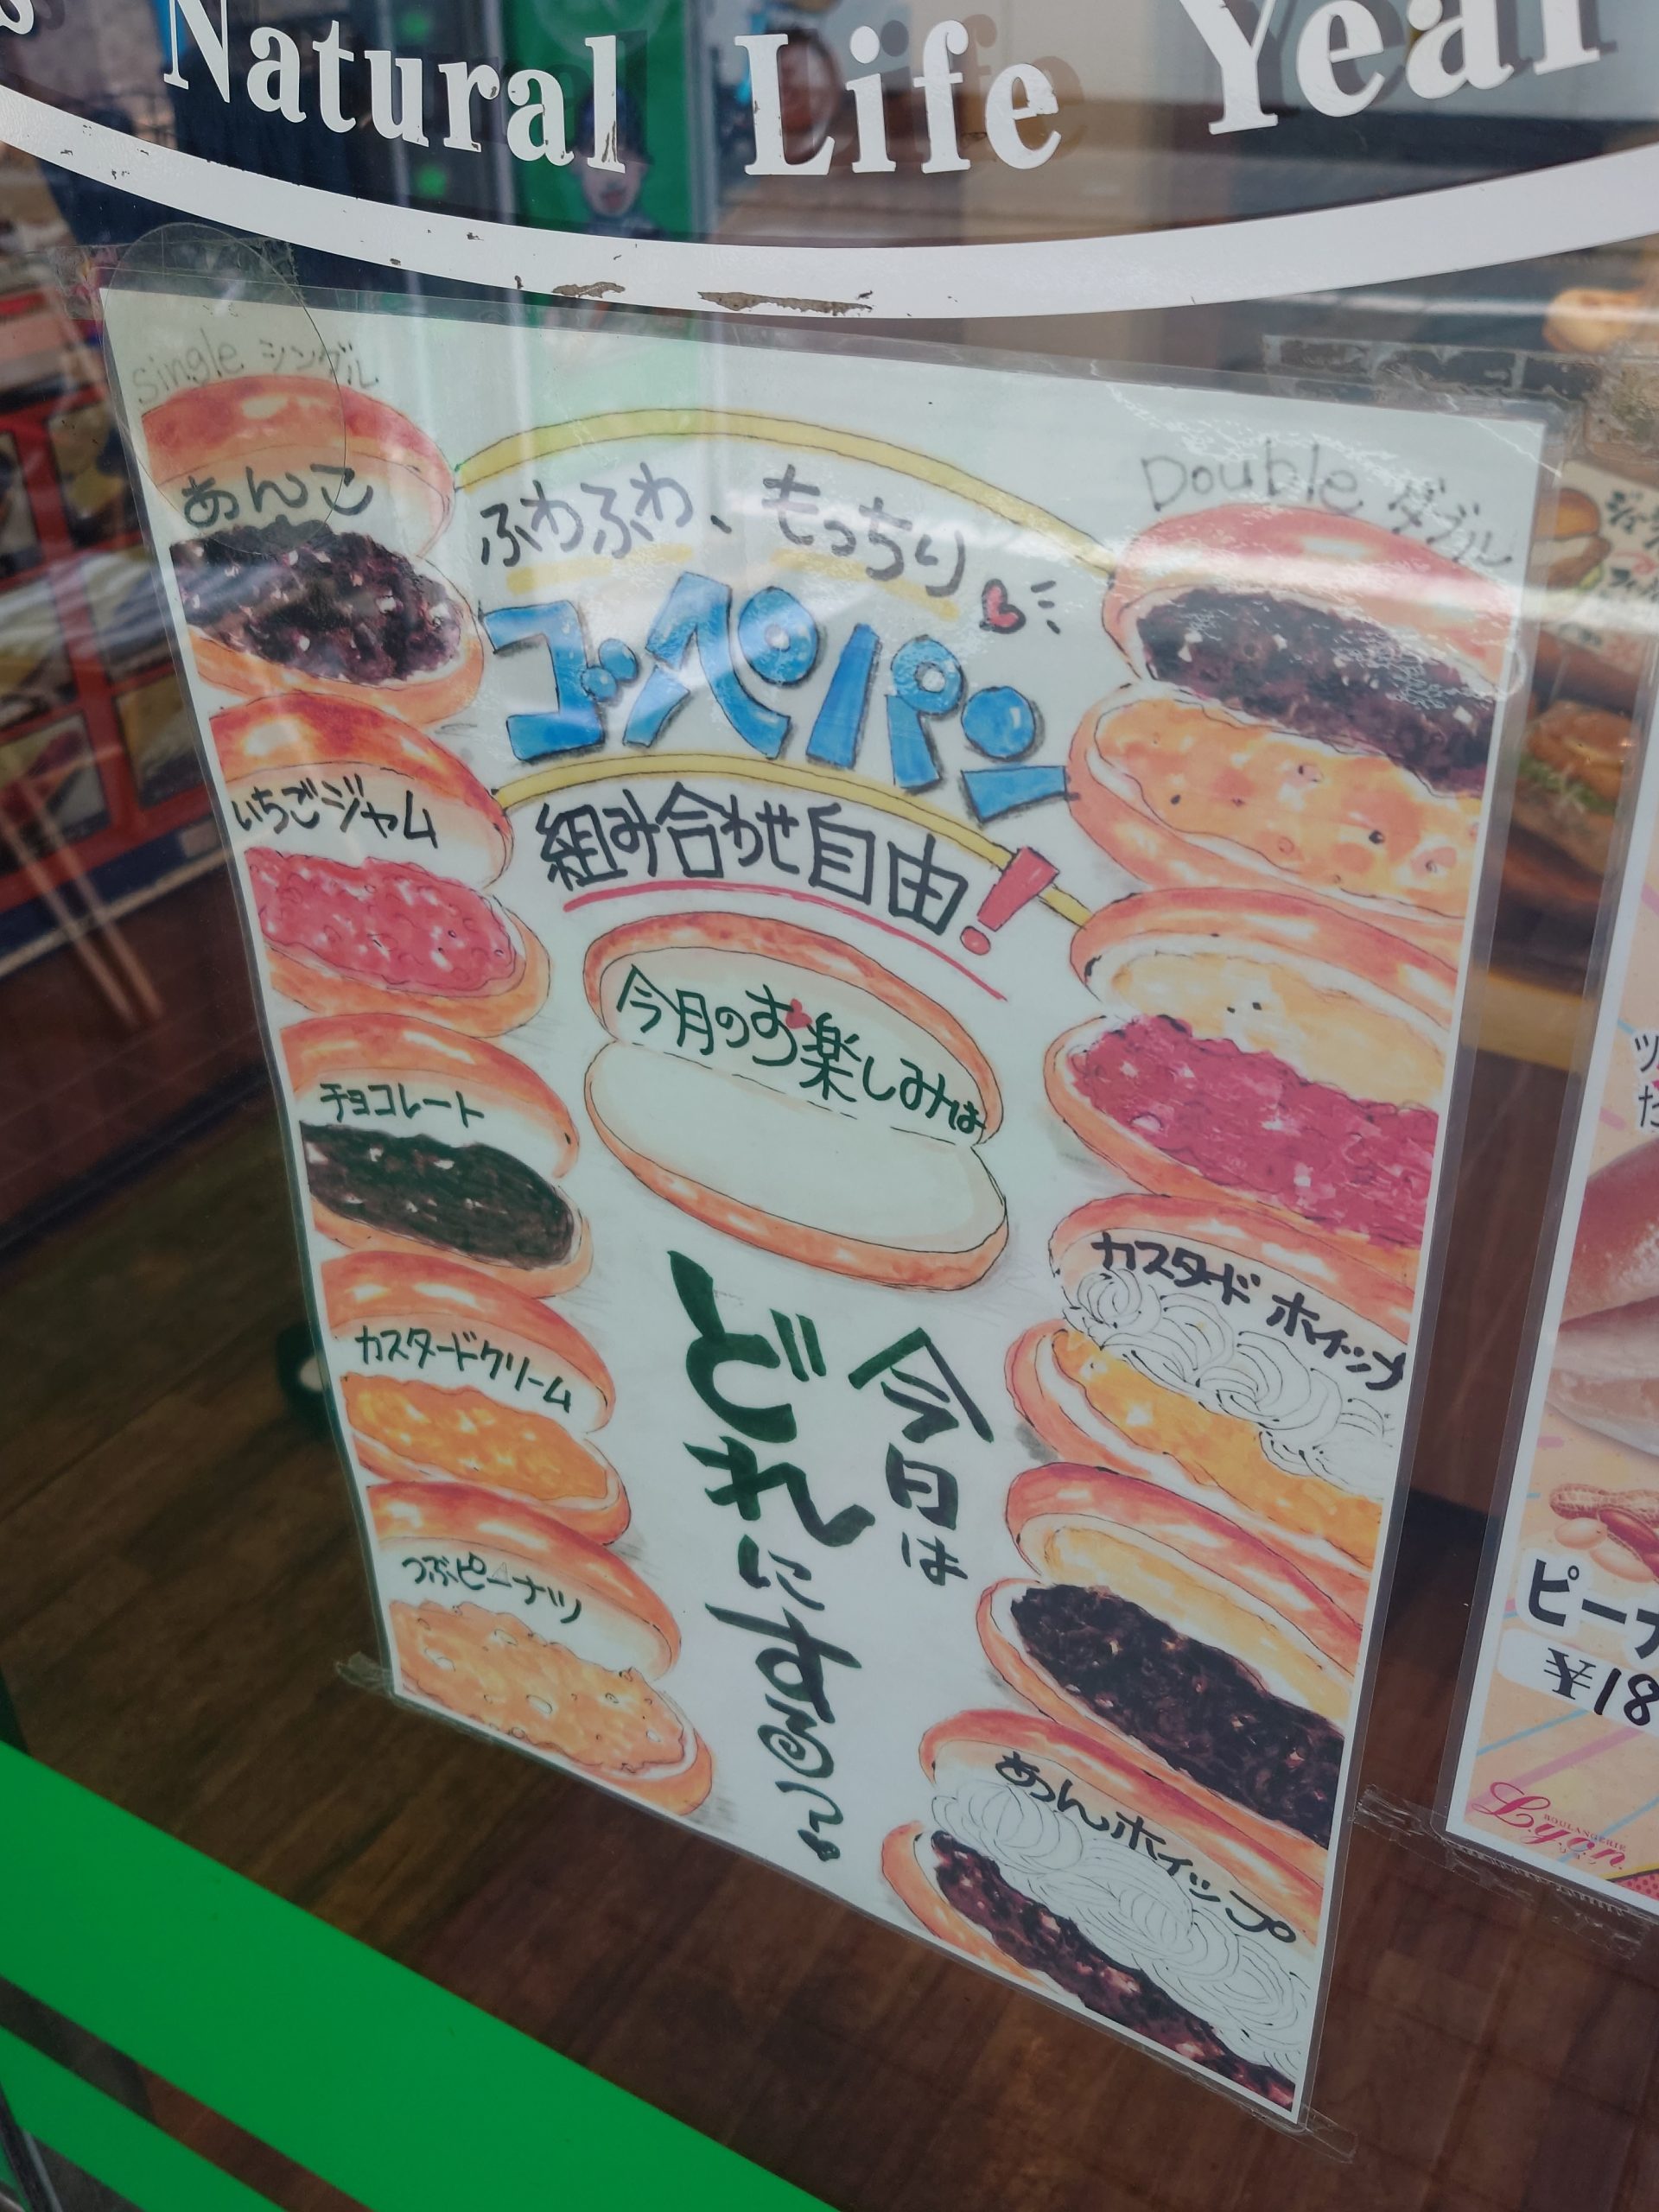 Natural Life Year
single シングル
あんこ
いちごジャム
チョコレート
カスタードクリーム
つぶピーナッツ
ふわふわ、もっちり
コッペパン
組み合わせ自由!
今月のお楽しみは
今日は
どれにする?
Double ダブル
カスタード ホイップ
あんホイップ
ピーナ
¥18
BOULANGERIE
Lyon